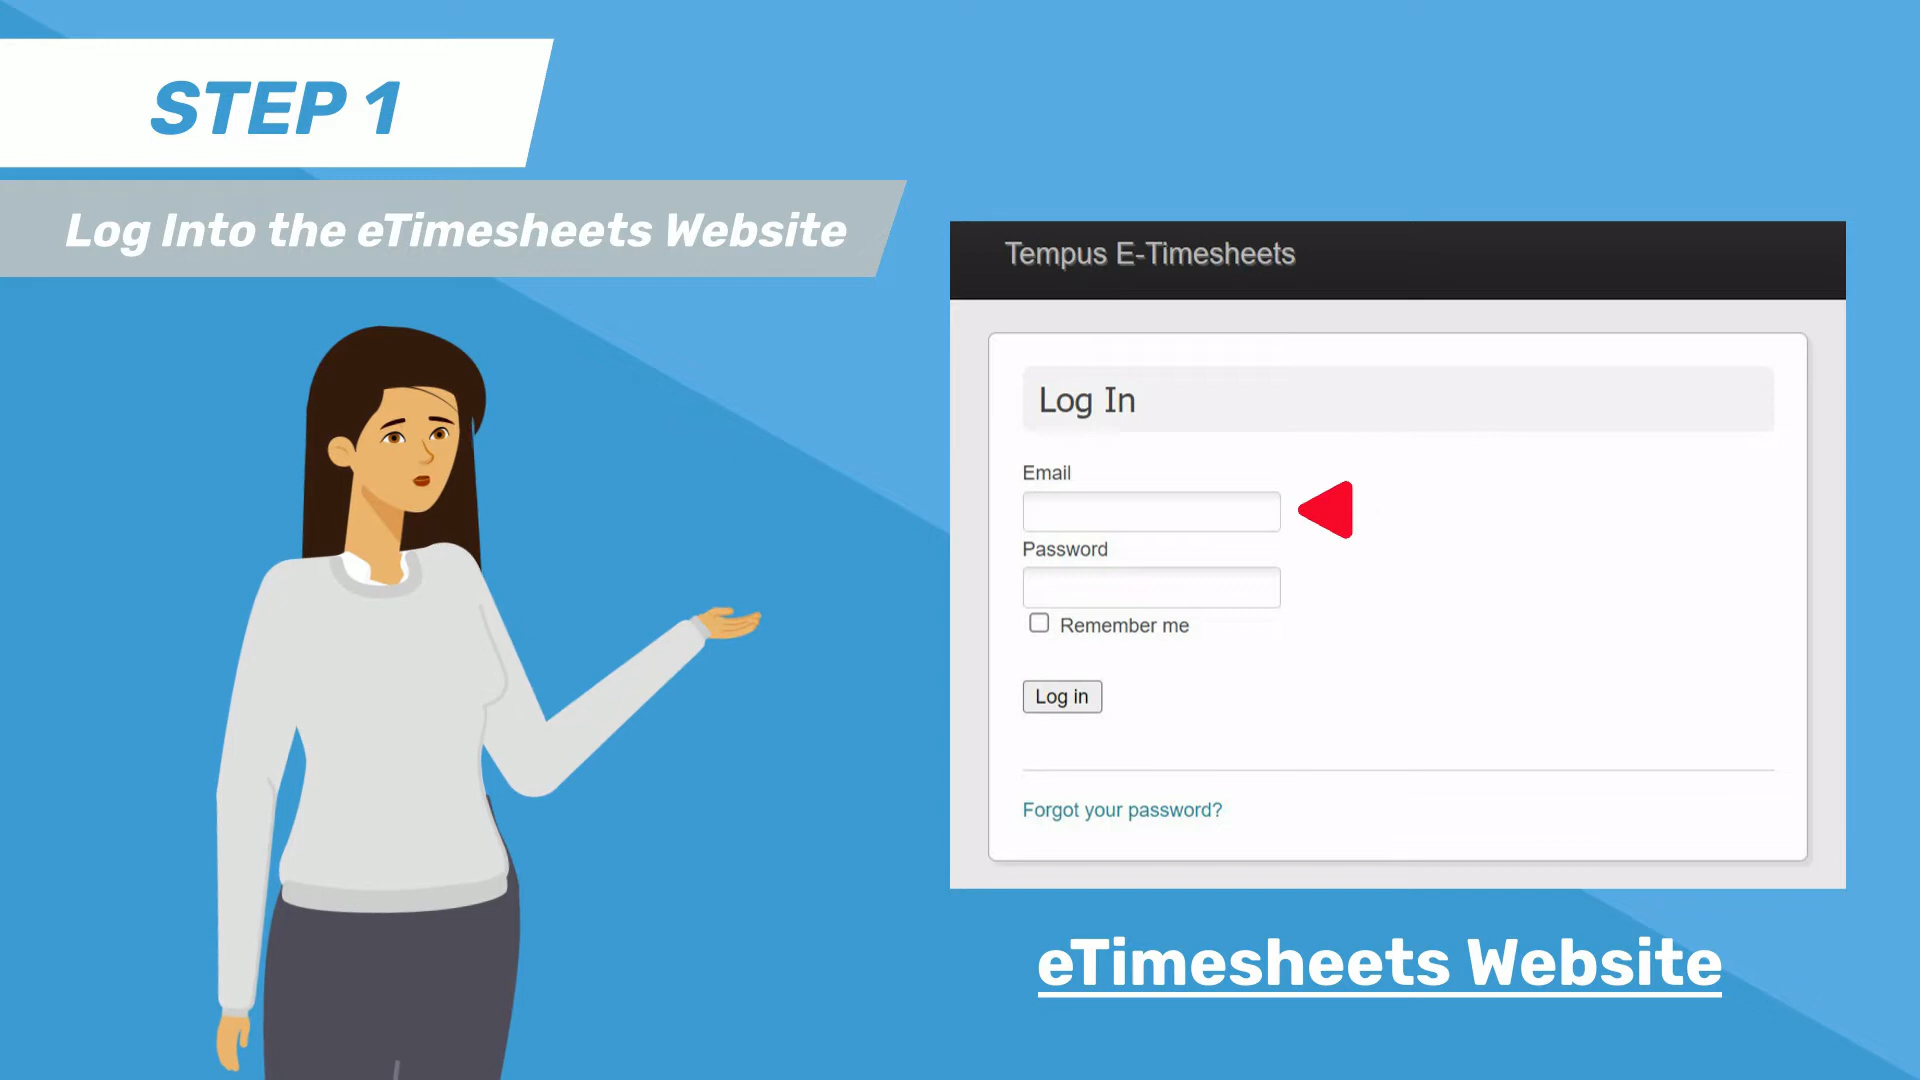 STEP 1
Log Into the eTimesheets Website
Tempus E-Timesheets
Log In
Email
Password
Remember me
Log in
Forgot your password?
eTimesheets Website